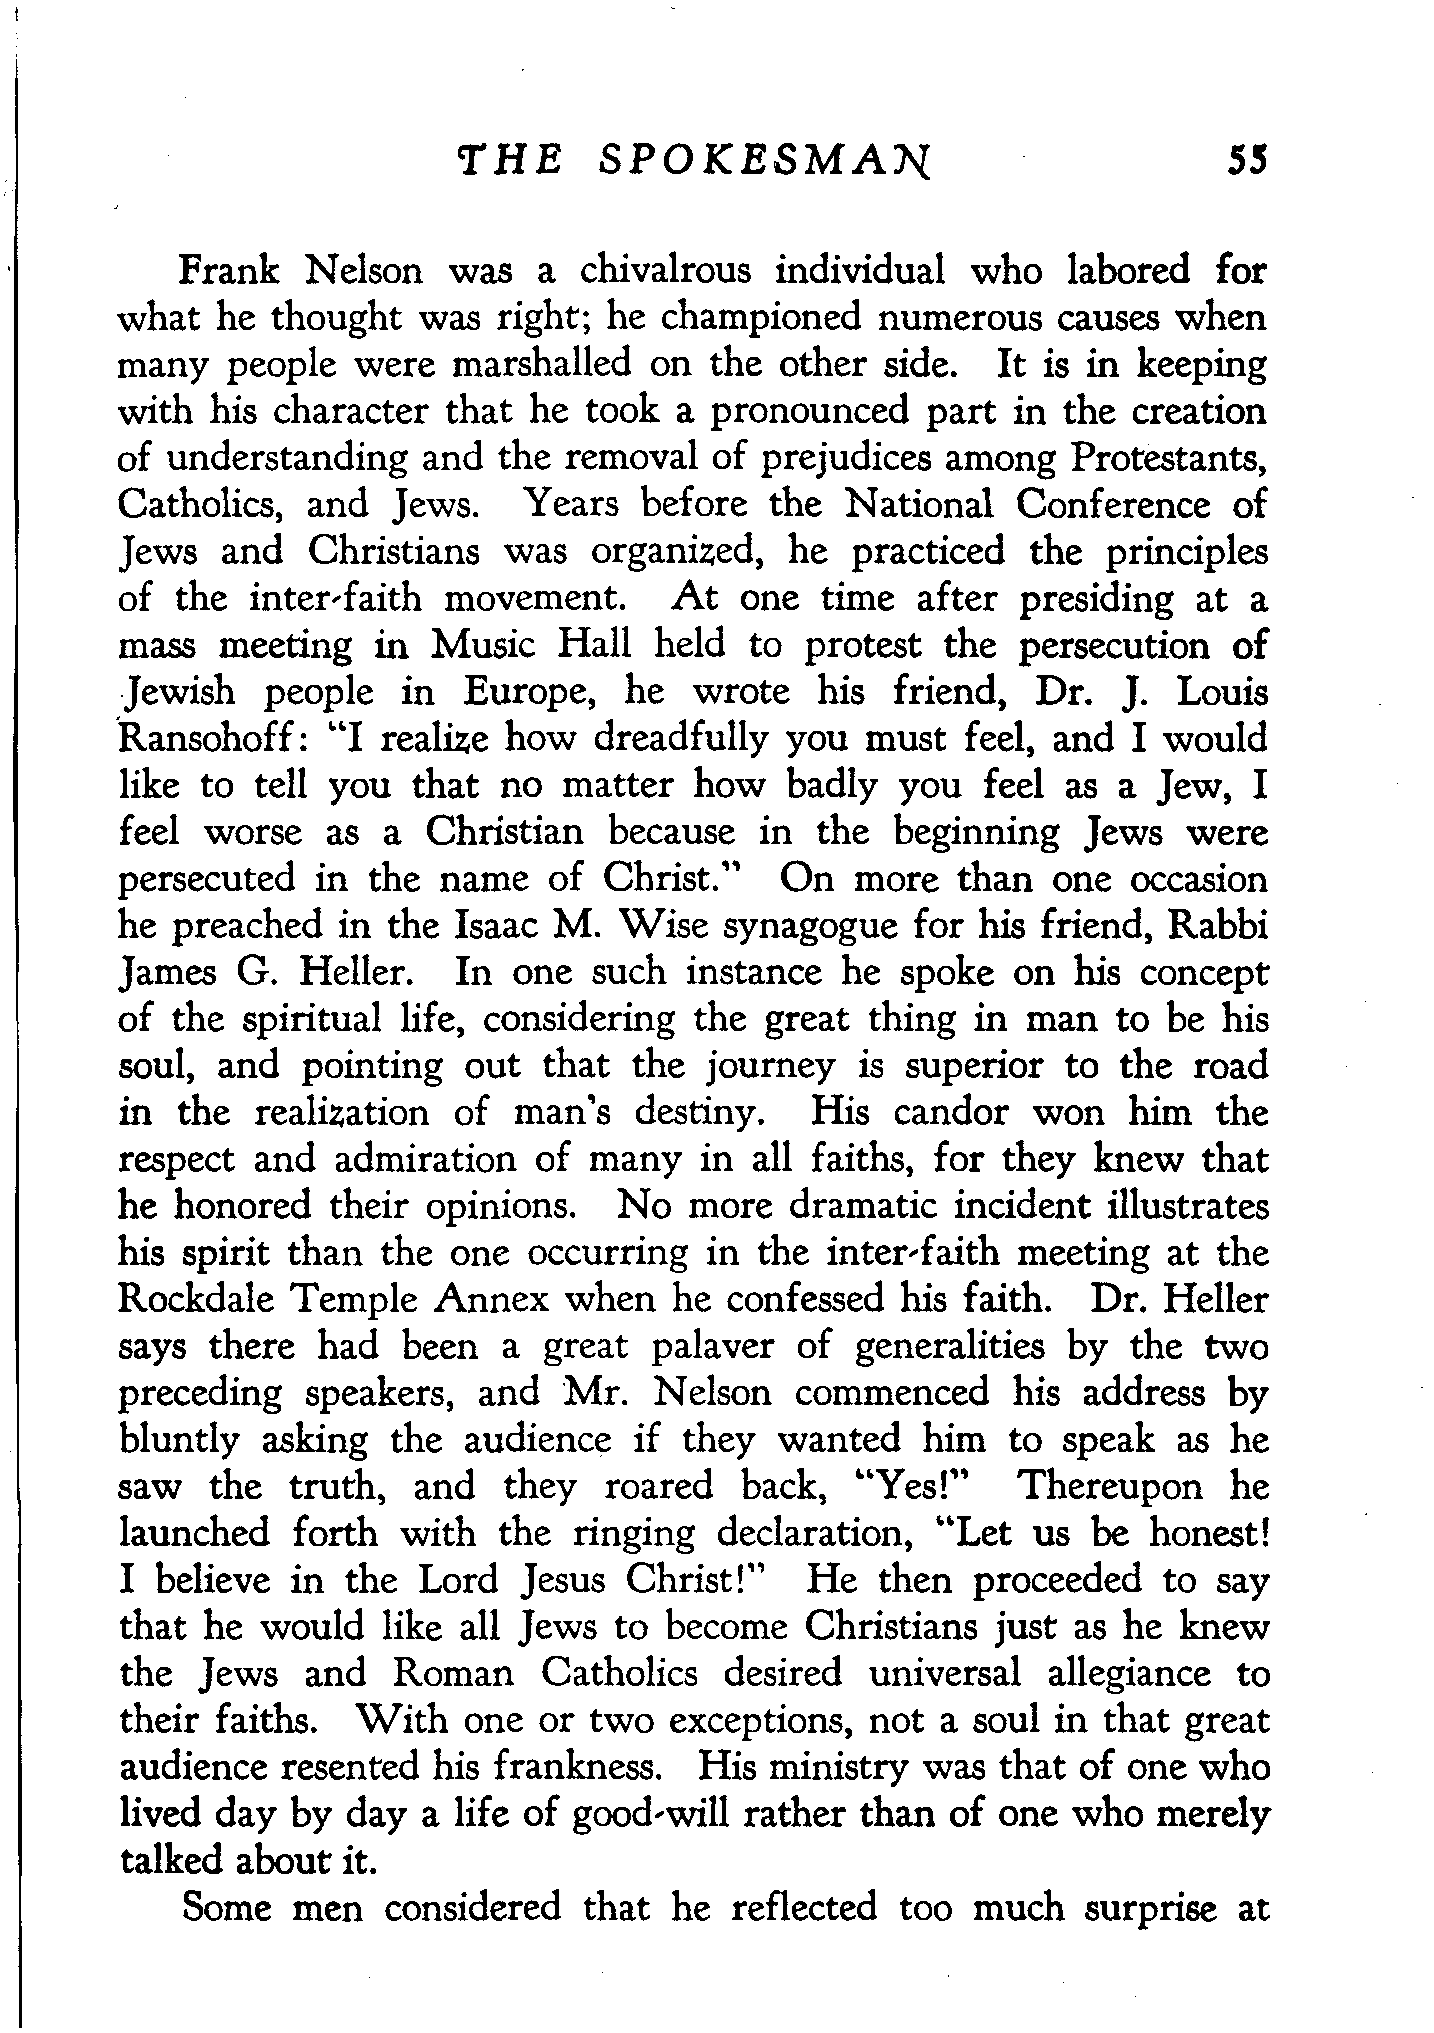 THE SPOKESMAN 55
Frank Nelson was a chivalrous individual who labored for
what he thought was right; he championed numerous causes when
many people were marshalled on the other side. It is in keeping
with his character that he took a pronounced part in the creation
of understanding and the removal of prejudices among Protestants,
Catholics, and Jews. Years before the National Conference of
Jews and Christians was organized, he practiced the principles
of the inter-faith movement. At one time after presiding at a
mass meeting in Music Hall held to protest the persecution of
Jewish people in Europe, he wrote his friend, Dr. J. Louis
Ransohoff: "I realize how dreadfully you must feel, and I would
like to tell you that no matter how badly you feel as a Jew, I
feel worse as a Christian because in the beginning Jews were
persecuted in the name of Christ." On more than one occasion
he preached in the Isaac M. Wise synagogue for his friend, Rabbi
James G. Heller. In one such instance he spoke on his concept
of the spiritual life, considering the great thing in man to be his
soul, and pointing out that the journey is superior to the road
in the realization of man's destiny. His candor won him the
respect and admiration of many in all faiths, for they knew that
he honored their opinions. No more dramatic incident illustrates
his spirit than the one occurring in the inter-faith meeting at the
Rockdale Temple Annex when he confessed his faith. Dr. Heller
says there had been a great palaver of generalities by the two
preceding speakers, and Mr. Nelson commenced his address by
bluntly asking the audience if they wanted him to speak as he
saw the truth, and they roared back, "Yes!" Thereupon he
launched forth with the ringing declaration, "Let us be honest!
I believe in the Lord Jesus Christ!" He then proceeded to say
that he would like all Jews to become Christians just as he knew
the Jews and Roman Catholics desired universal allegiance to
their faiths. With one or two exceptions, not a soul in that great
audience resented his frankness. His ministry was that of one who
lived day by day a life of good-will rather than of one who merely
talked about it.
Some men considered that he reflected too much surprise at